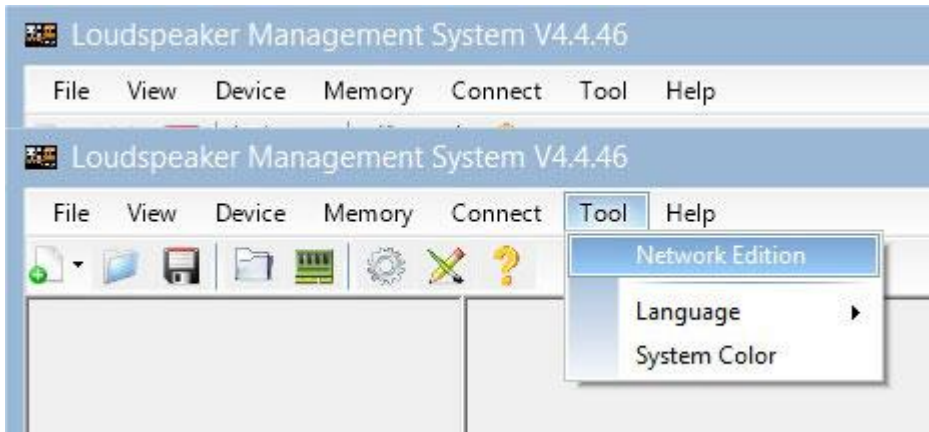 Loudspeaker Management System V4.4.46
File View Device Memory Connect Tool Help
Loudspeaker Management System V4.4.46
File View Device Memory Connect Tool Help
Network Edition
Language
System Color